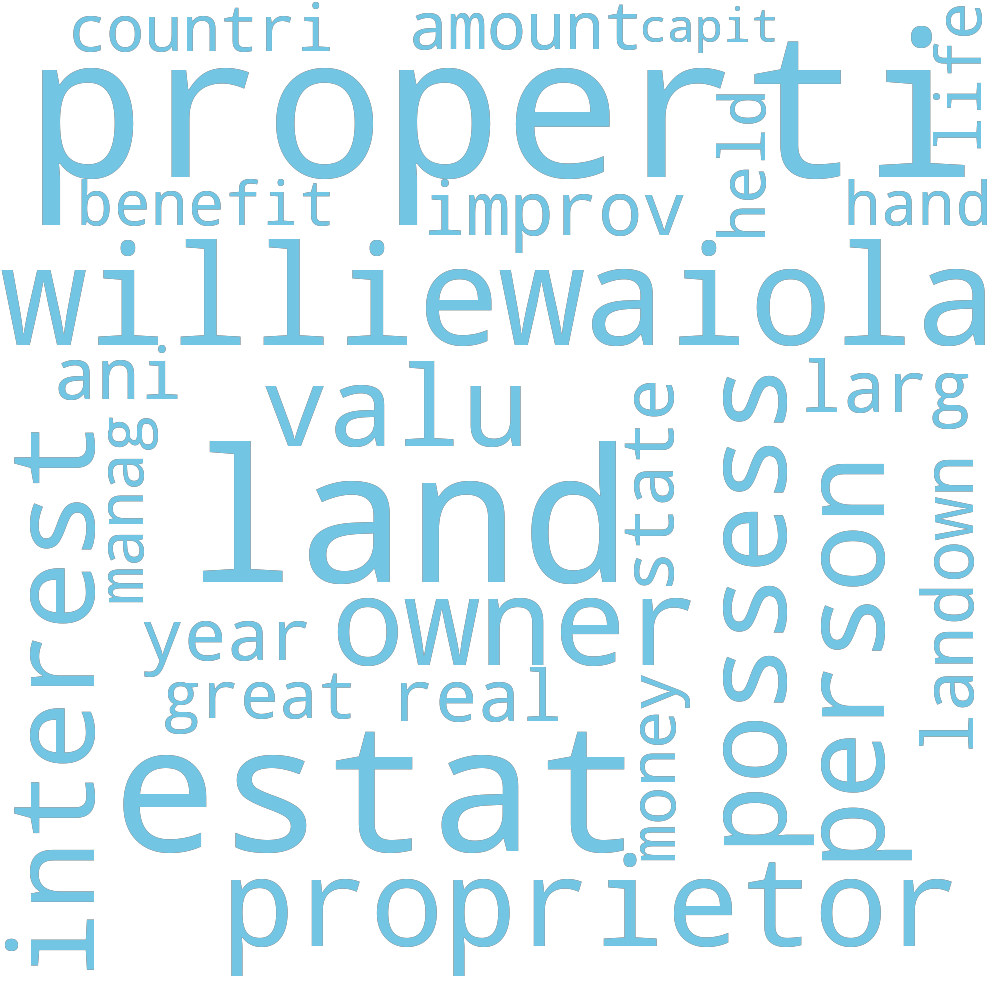 countri
amount
capit
life
properti
held
benefit
improv
hand
williewaiola
ani
valu
larg
interest
manag
state
possess
person
landown
land
owner
year
great
real
money
estat
proprietor